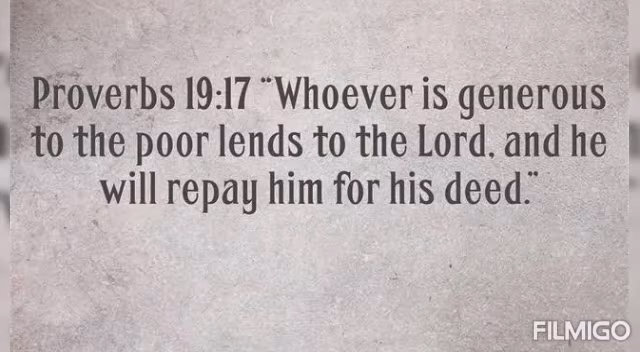 Proverbs 19:17 "Whoever is generous
to the poor lends to the Lord, and he
will repay him for his deed."
FILMIGO